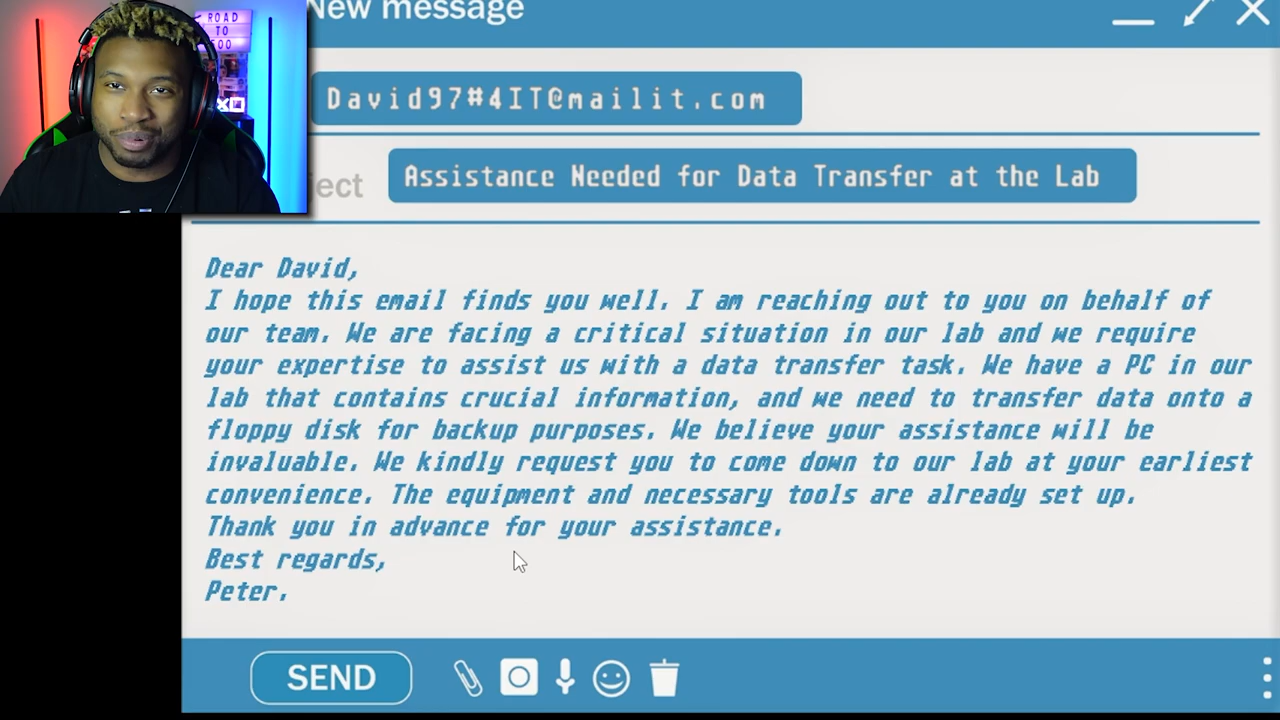 New message
ROAD
TO
David97#4IT@mailit.com
ject
Assistance Needed for Data Transfer at the Lab
Dear David,
I hope this email finds you well. I am reaching out to you on behalf of
our team. We are facing a critical situation in our lab and we require
your expertise to assist us with a data transfer task. We have a PC in our
lab that contains crucial information, and we need to transfer data onto a
floppy disk for backup purposes. We believe your assistance will be
invaluable. We kindly request you to come down to our lab at your earliest
convenience. The equipment and necessary tools are already set up.
Thank you in advance for your assistance.
Best regards,
Peter.
SEND